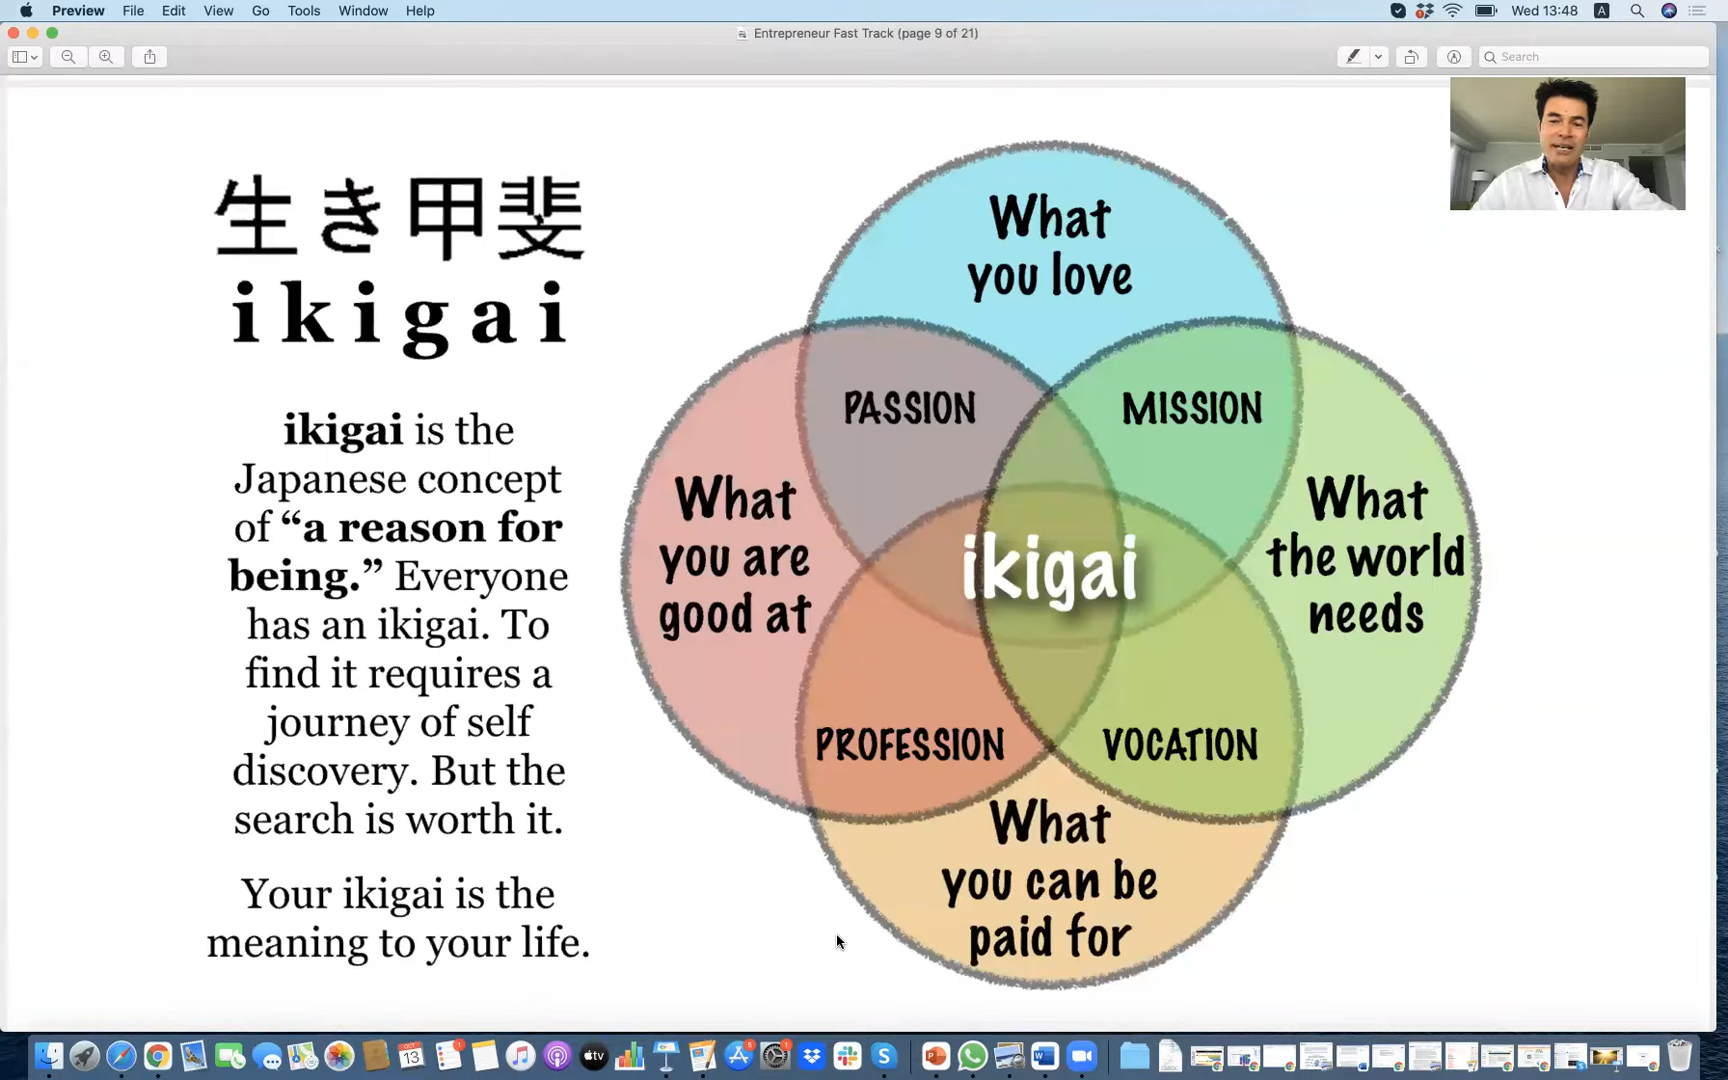 Preview File Edit View Go Tools Window Help
Wed 13:48
Entrepreneur Fast Track (page 9 of 21)
Search
生き甲斐
ikigai
ikigai is the
Japanese concept
of “a reason for
being.” Everyone
has an ikigai. To
find it requires a
journey of self
discovery. But the
search is worth it.
Your ikigai is the
meaning to your life.
What
you love
PASSION
MISSION
What
you are
good at
ikigai
What
the world
needs
PROFESSION
VOCATION
What
you can be
paid for
OCT
13
tv